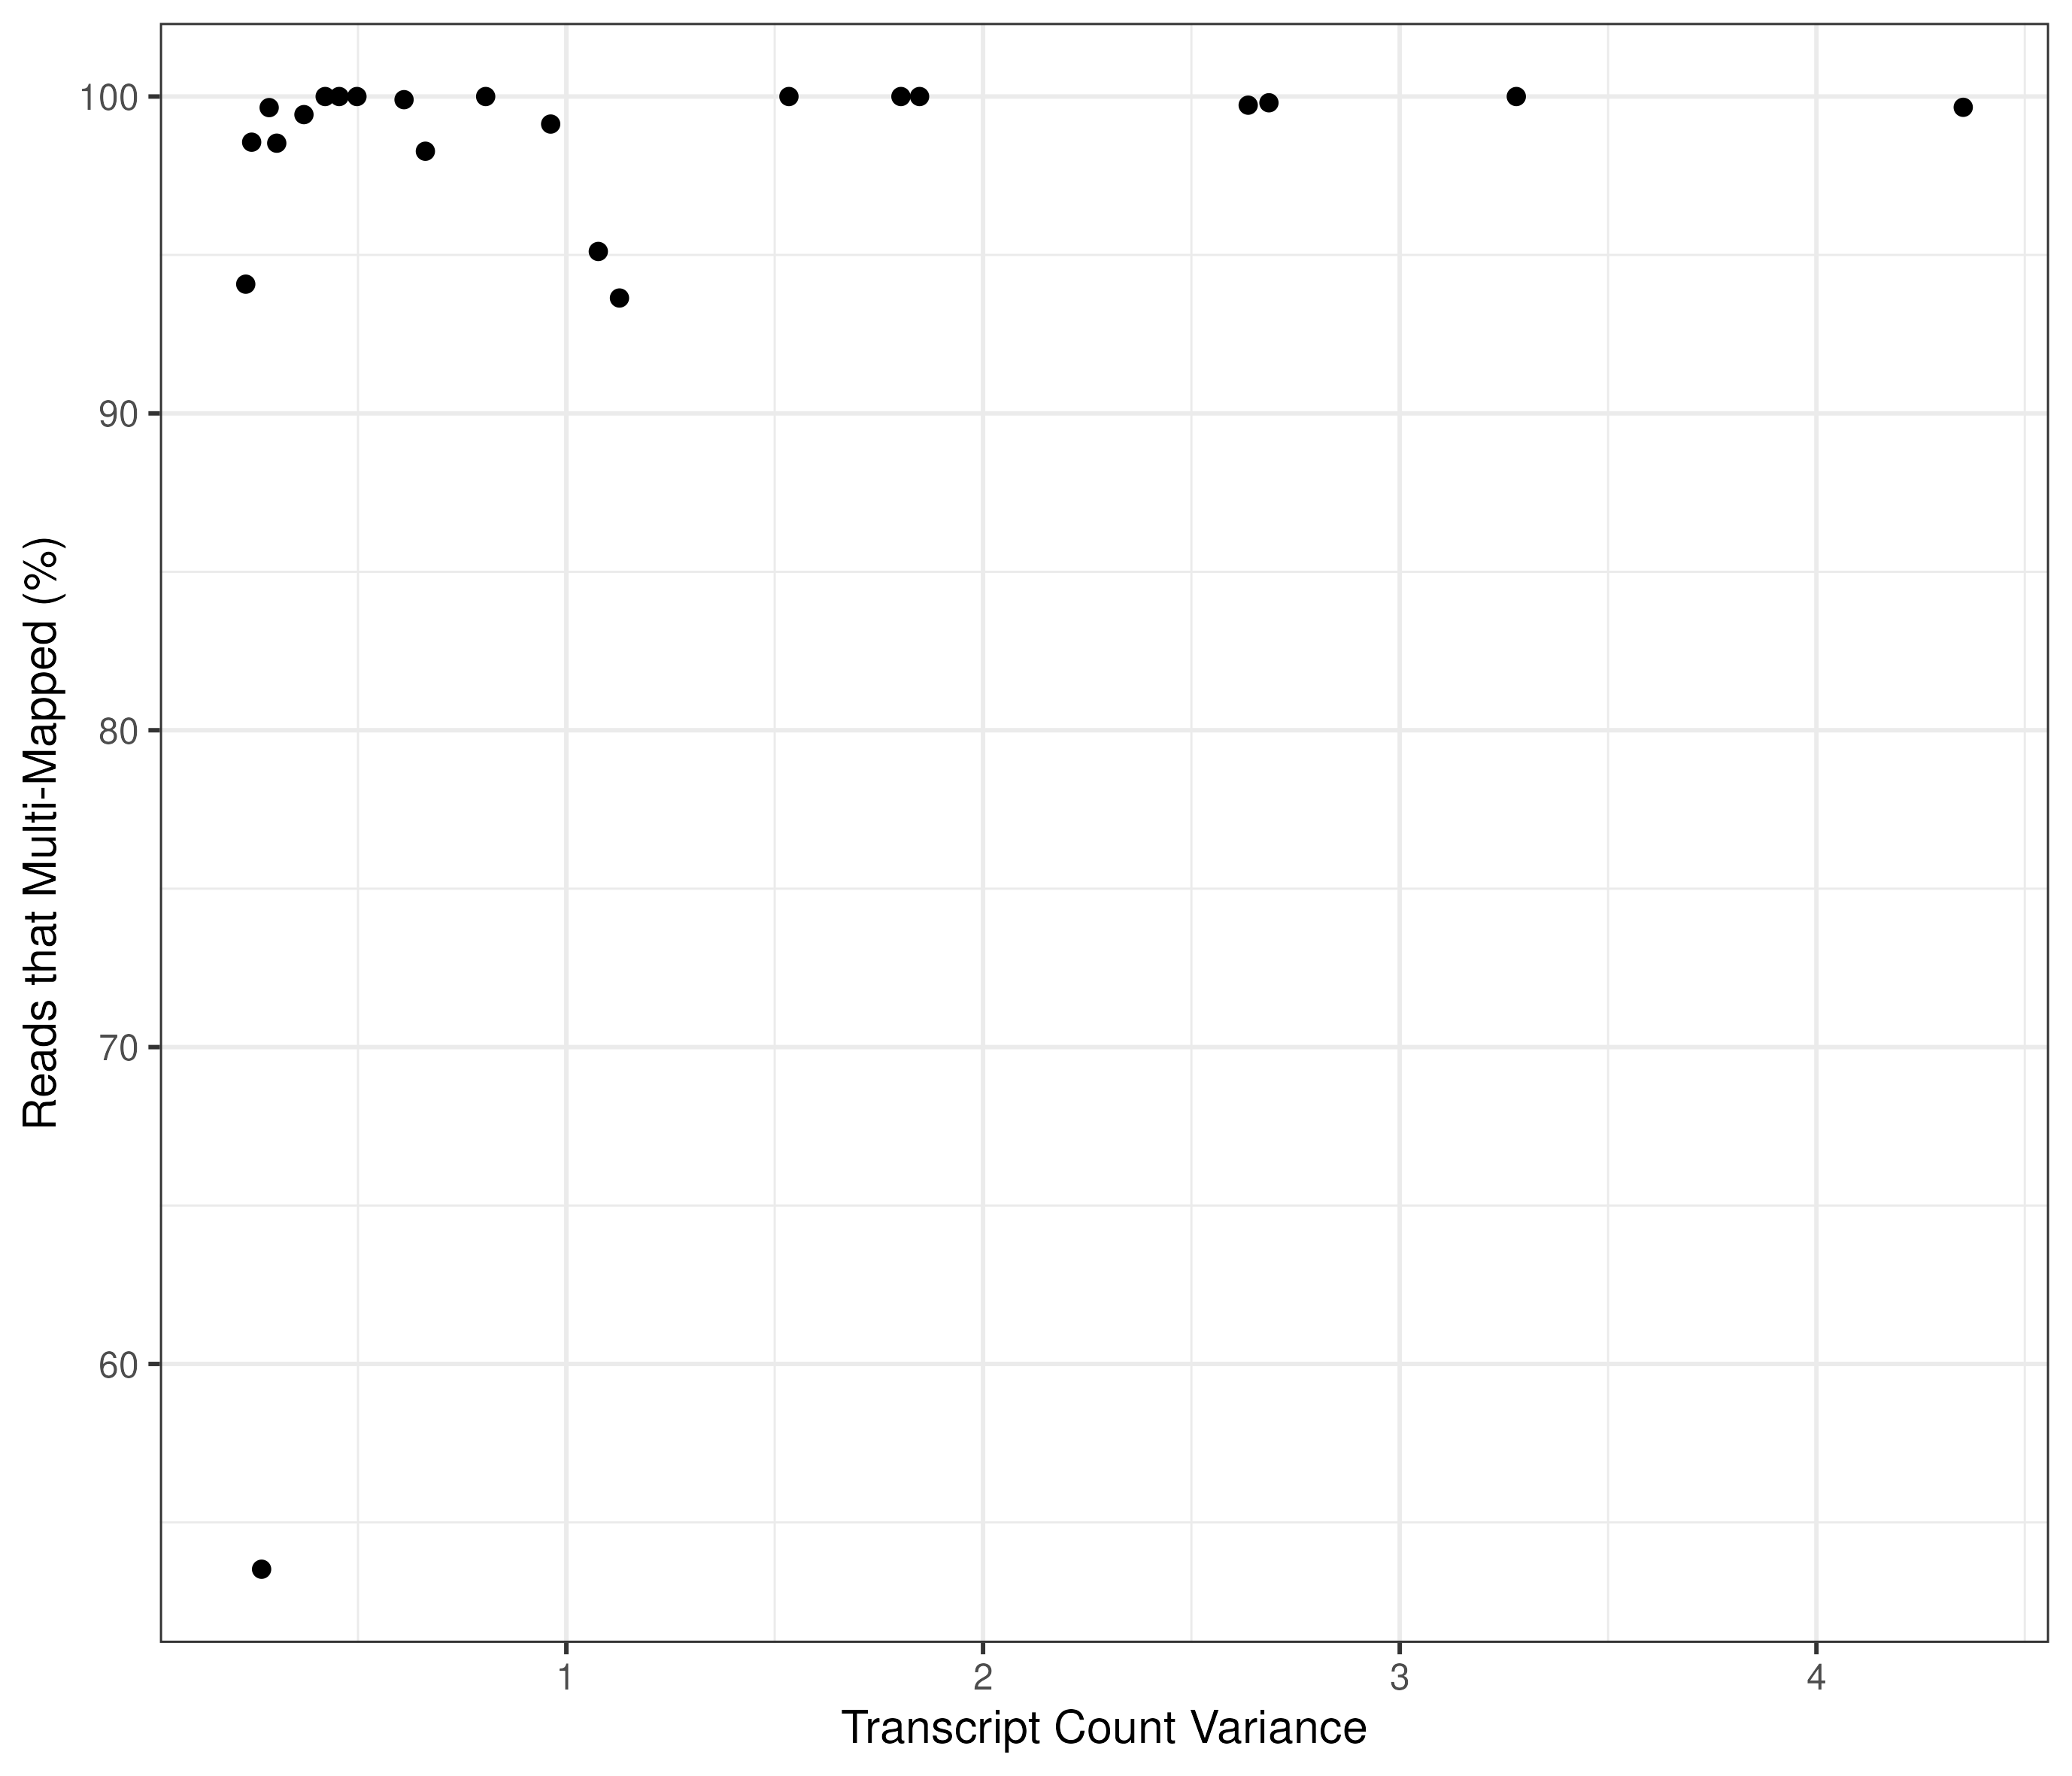 Reads that Multi-Mapped (%)
100
90
80
70
60
1 2 3 4
Transcript Count Variance